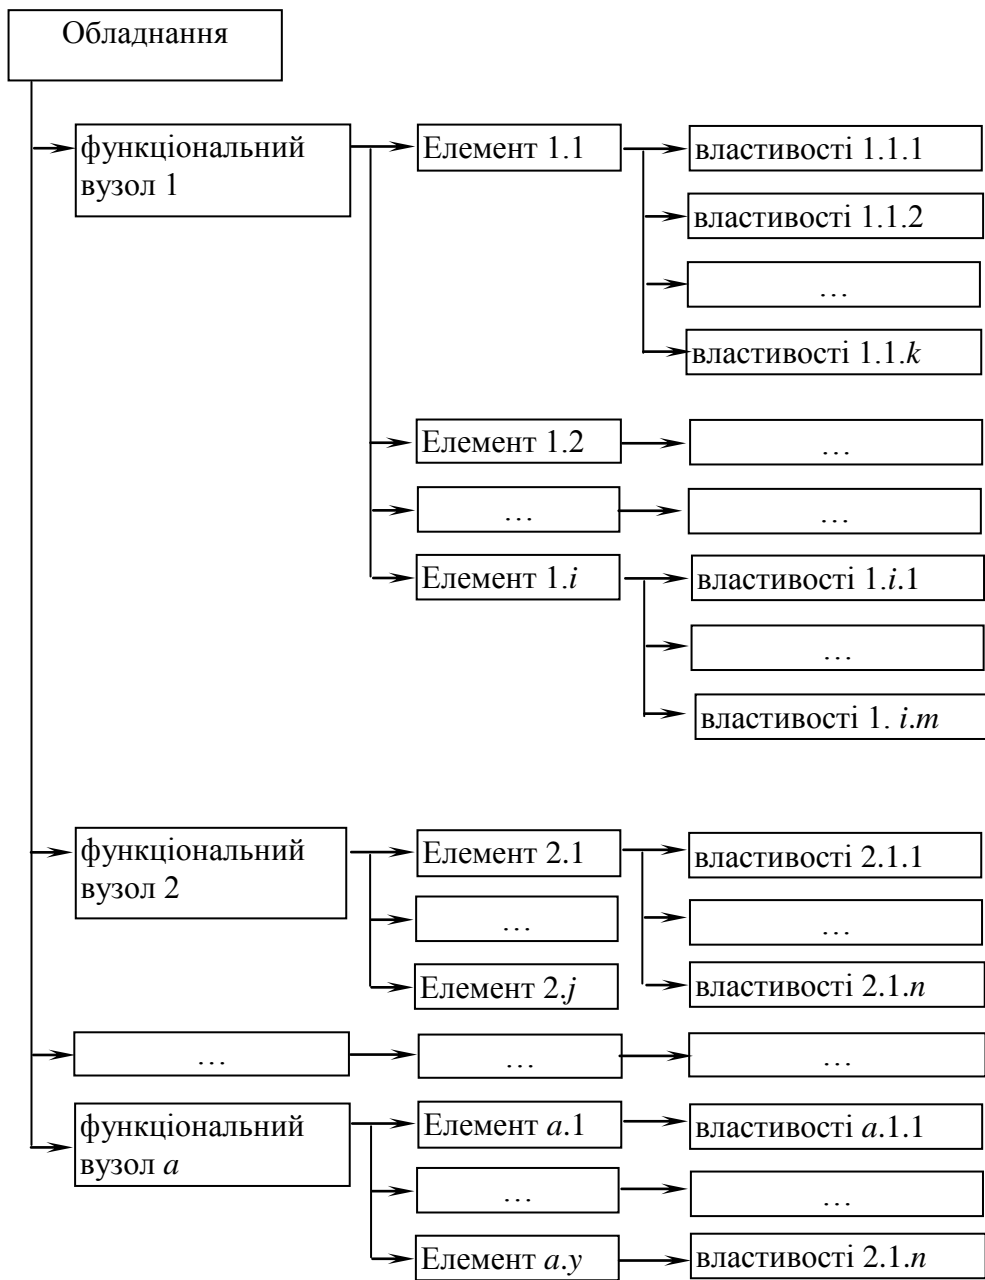 Обладнання
функціональний
вузол 1
Елемент 1.1
властивості 1.1.1
властивості 1.1.2
…
властивості 1.1.k
Елемент 1.2
…
…
…
Елемент 1.i
властивості 1.i.1
…
властивості 1. i.m
функціональний
вузол 2
Елемент 2.1
властивості 2.1.1
…
…
Елемент 2.j
властивості 2.1.n
…
…
…
функціональний
вузол a
Елемент a.1
властивості a.1.1
…
…
Елемент a.y
властивості 2.1.n